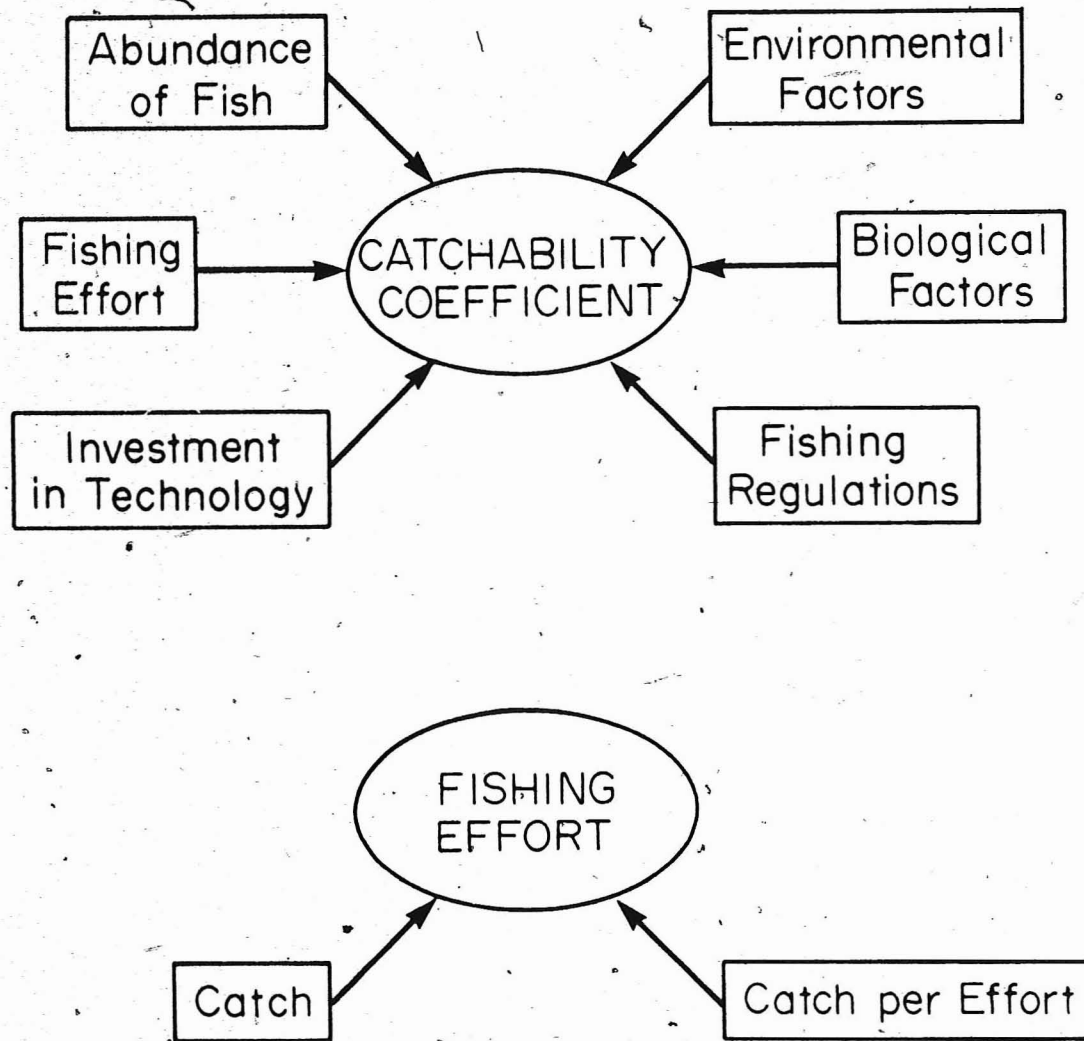 Abundance
of Fish
Environmental
Factors
Fishing
Effort
CATCHABILITY
COEFFICIENT
Biological
Factors
Investment
in Technology
Fishing
Regulations
FISHING
EFFORT
Catch
Catch per Effort